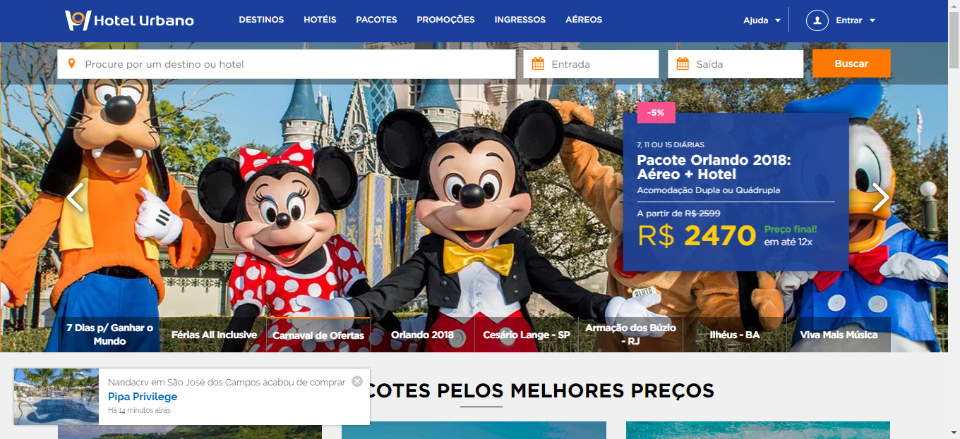 Hotel Urbano
DESTINOS HOTÉIS PACOTES PROMOÇÕES INGRESSOS AÉREOS
Ajuda Entrar
Procure por um destino ou hotel
Entrada
Saída
Buscar
-5%
7, 11 OU 15 DIÁRIAS
Pacote Orlando 2018:
Aéreo + Hotel
Acomodação Dupla ou Quádrupla
A partir de R$ 2599
R$ 2470
Preço final!
em até 12x
PLUTO
7 Dias p/ Ganhar o
Mundo
Férias All Inclusive
Carnaval de Ofertas
Orlando 2018
Cesário Lange - SP
Armação dos Búzio
- RJ
Ilhéus - BA
Viva Mais Música
Nandacrv em São José dos Campos acabou de comprar
Pipa Privilege
Há 14 minutos atrás
COTES PELOS MELHORES PREÇOS